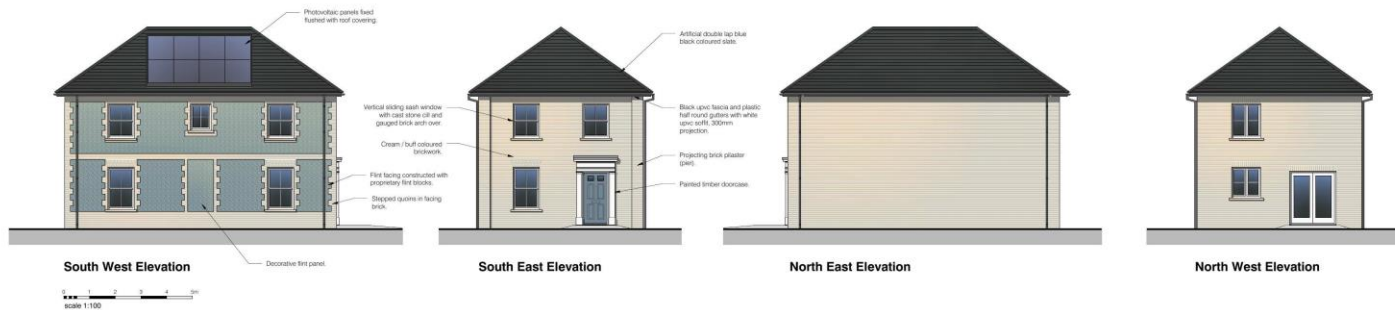 Photovoltaic panels fixed
flushed with roof covering.
Artificial double lap blue
black coloured slate.
Vertical sliding sash window
with cast stone cill and
gauged brick arch over.
Black upvc fascia and plastic
half round gutters with white
upvc soffit, 300mm
projection.
Cream / buff coloured
brickwork.
Projecting brick pilaster
(pier).
Flint facing constructed with
proprietary flint blocks.
Painted timber doorcase.
Stepped quoins in facing
brick.
Decorative flint panel.
South West Elevation
South East Elevation
North East Elevation
North West Elevation
0 1 2 3 4 5m
scale 1:100